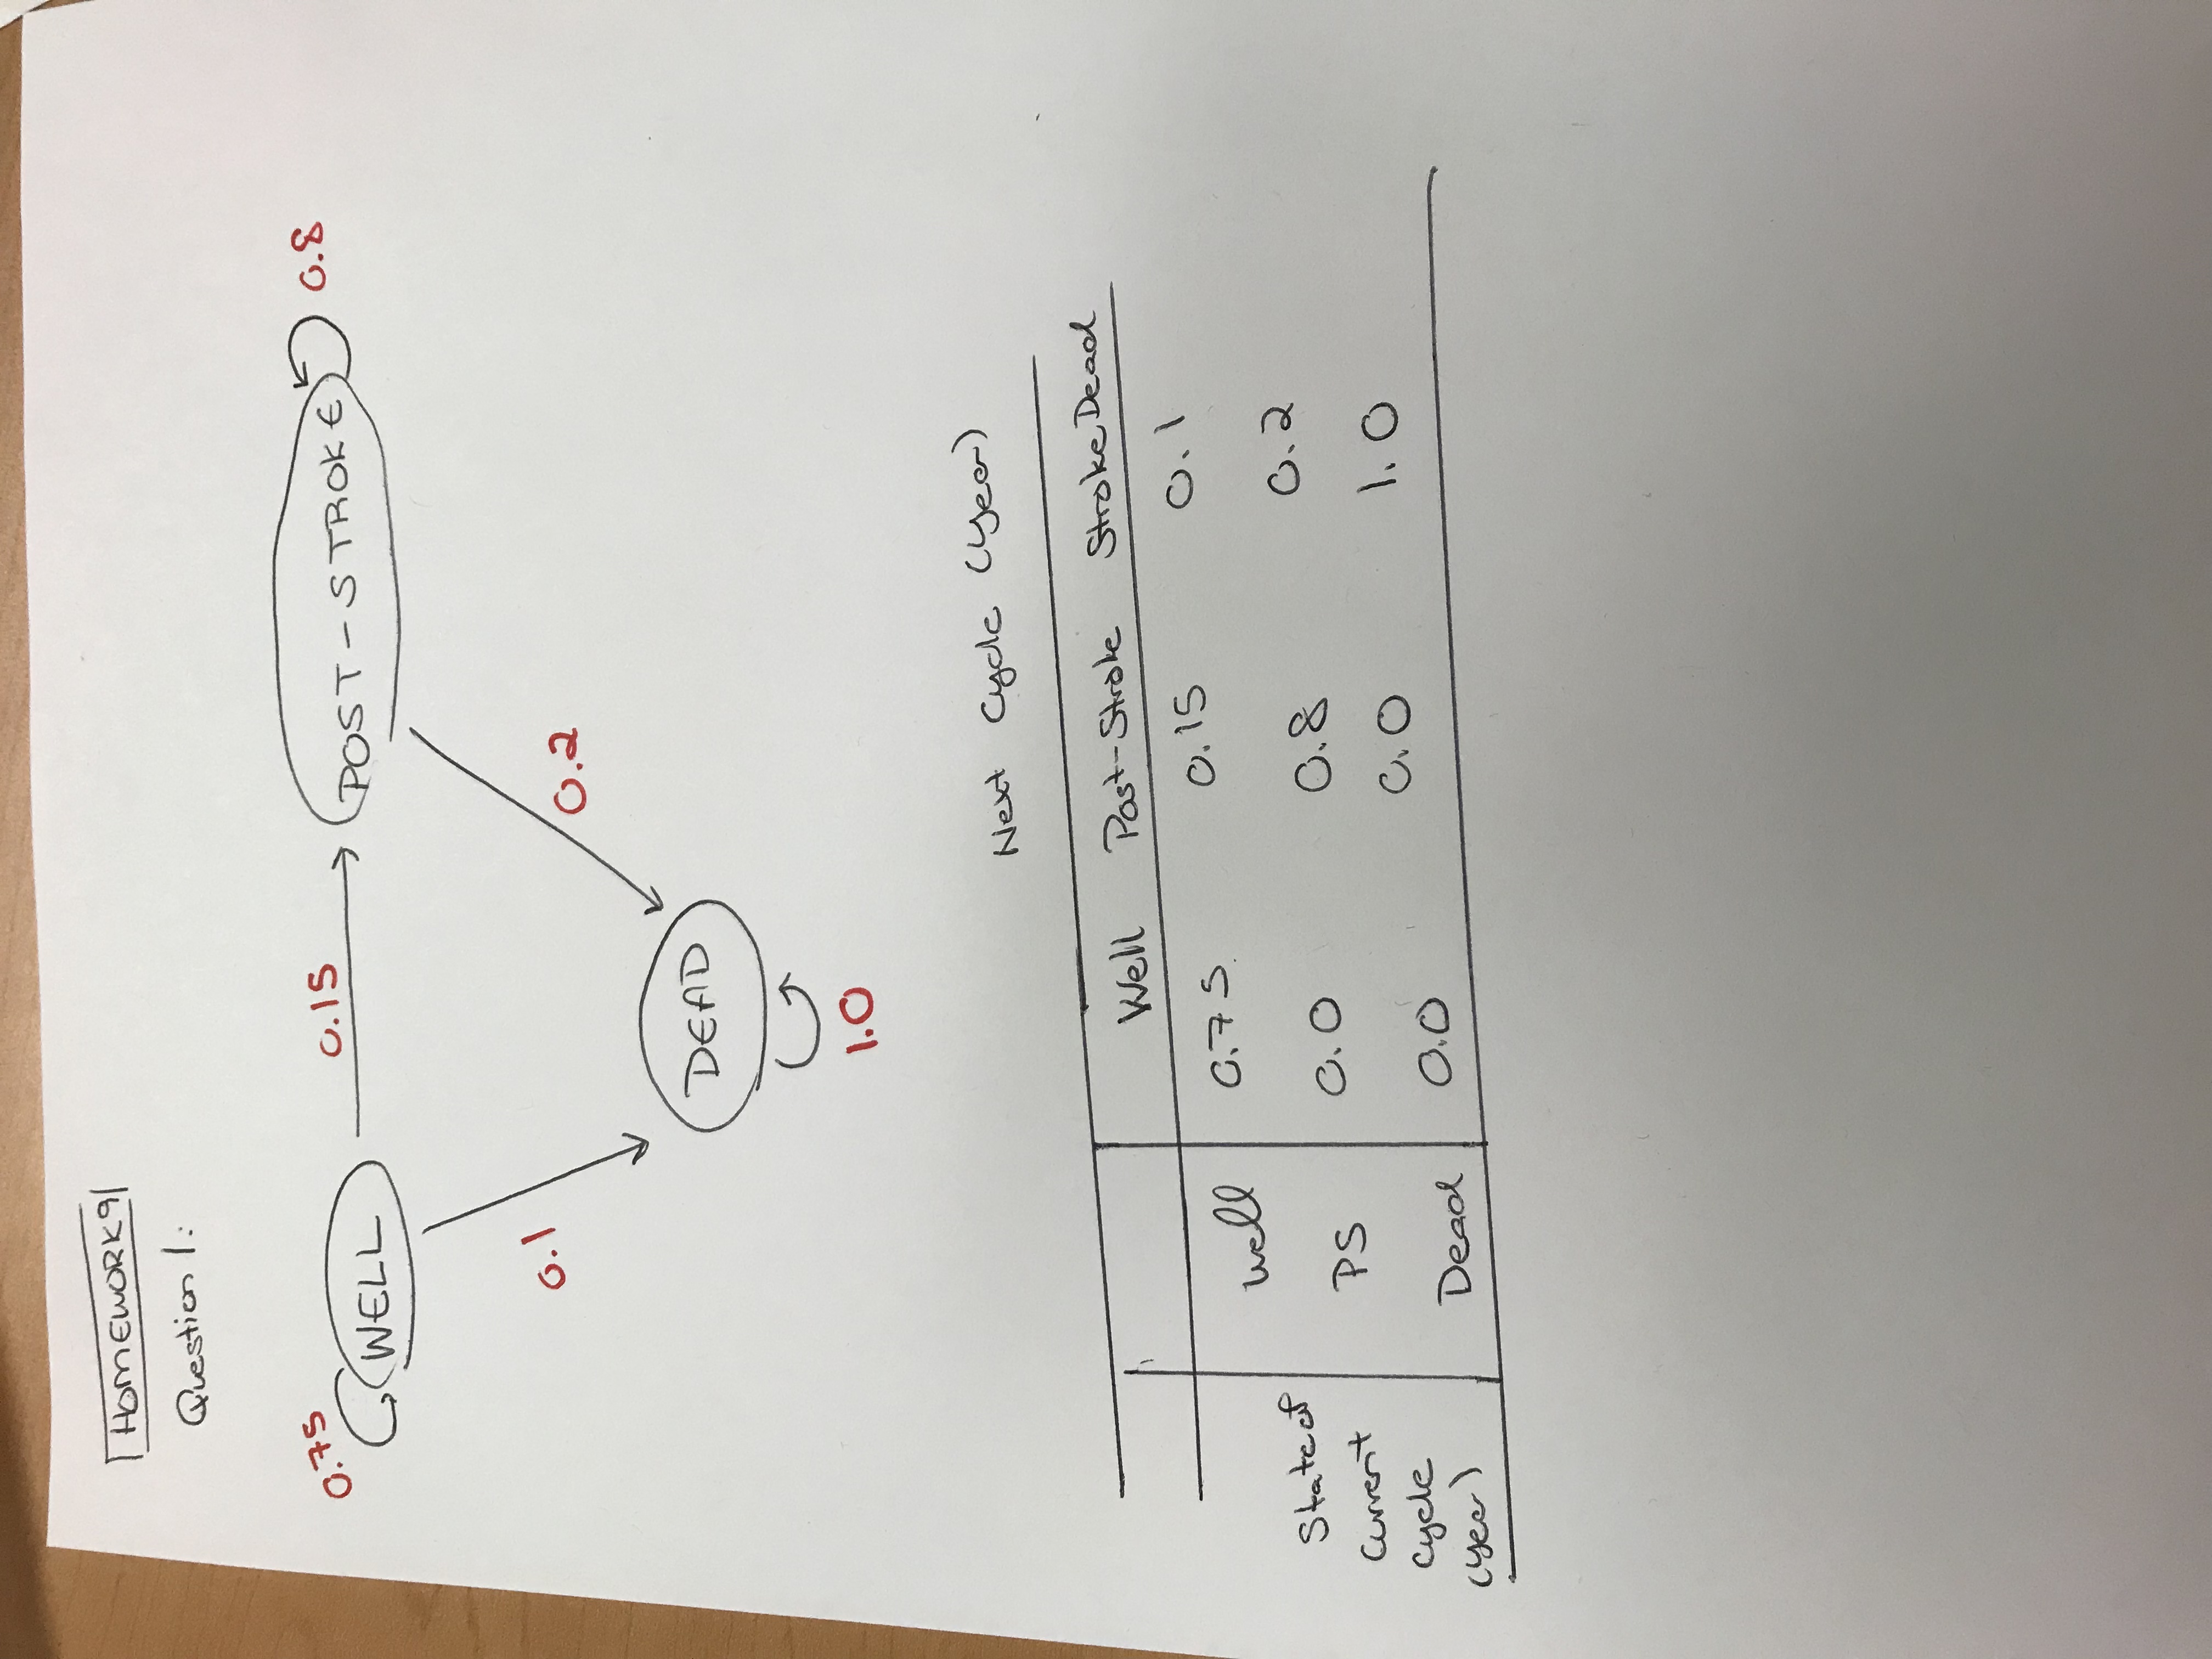 HOMEWORK 9
Question 1:
0.75
WELL
0.15
POST-STROKE
0.8
0.1
0.2
DEAD
1.0
Next Cycle (Year)
Well Post-Stroke Stroke Dead
State of
Current
Cycle
(Year)
Well 0.75 0.15 0.1
PS 0.0 0.8 0.2
Dead 0.0 0.0 1.0